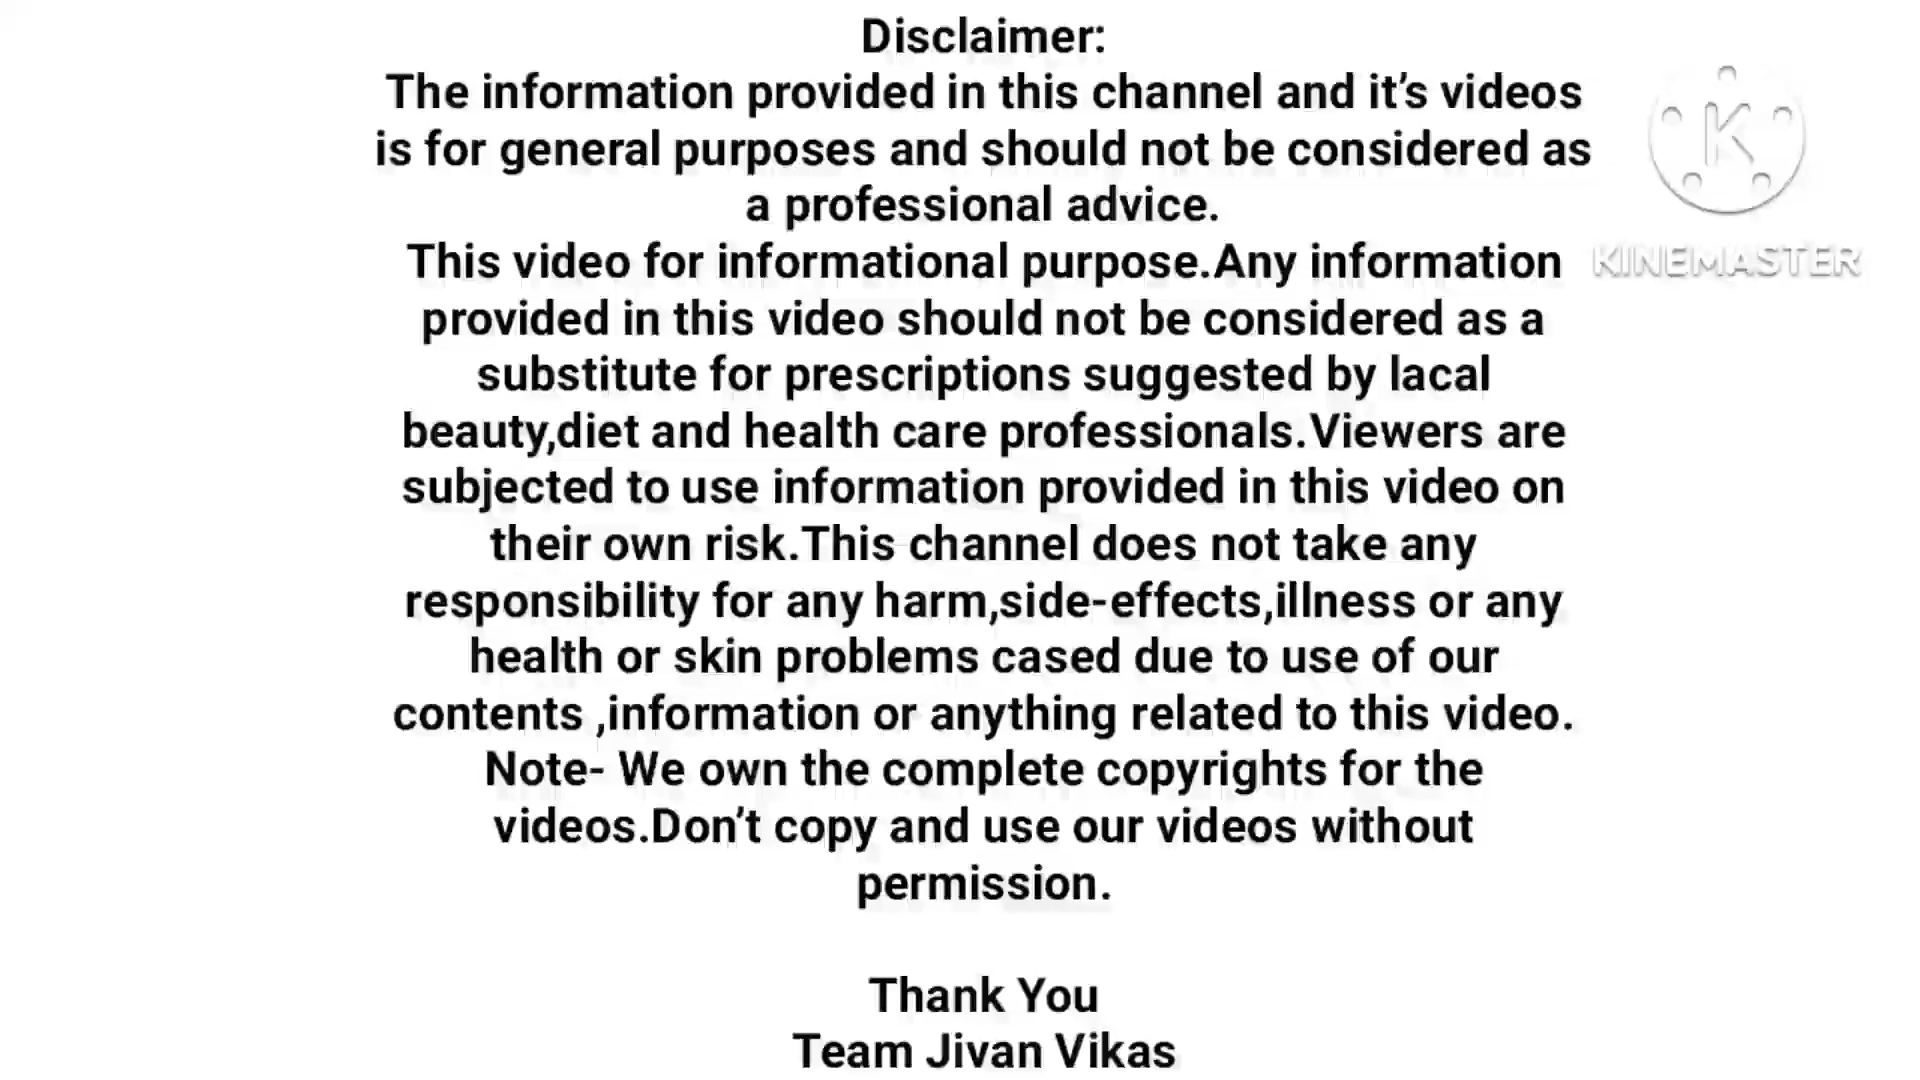 Disclaimer:
The information provided in this channel and it’s videos
is for general purposes and should not be considered as
a professional advice.
This video for informational purpose.Any information
provided in this video should not be considered as a
substitute for prescriptions suggested by lacal
beauty,diet and health care professionals.Viewers are
subjected to use information provided in this video on
their own risk.This channel does not take any
responsibility for any harm,side-effects,illness or any
health or skin problems cased due to use of our
contents ,information or anything related to this video.
Note- We own the complete copyrights for the
videos.Don’t copy and use our videos without
permission.
Thank You
Team Jivan Vikas
K
KINEMASTER